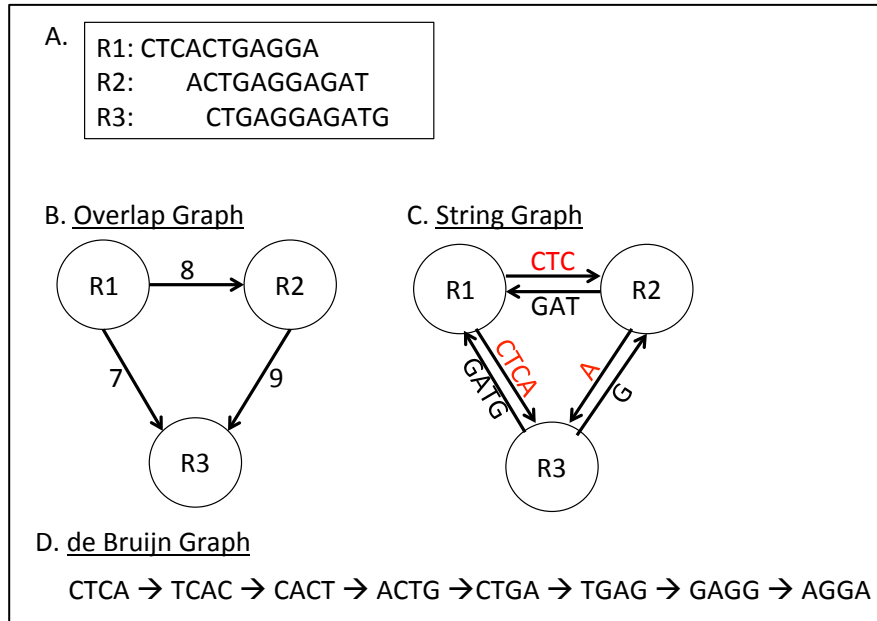 A.
R1: CTCACTGAGGA
R2: ACTGAGGAGAT
R3: CTGAGGAGATG
B. Overlap Graph
R1
8
R2
7
9
R3
C. String Graph
R1
CTC
GAT
R2
CTCA
GATG
A
G
R3
D. de Bruijn Graph
CTCA → TCAC → CACT → ACTG → CTGA → TGAG → GAGG → AGGA